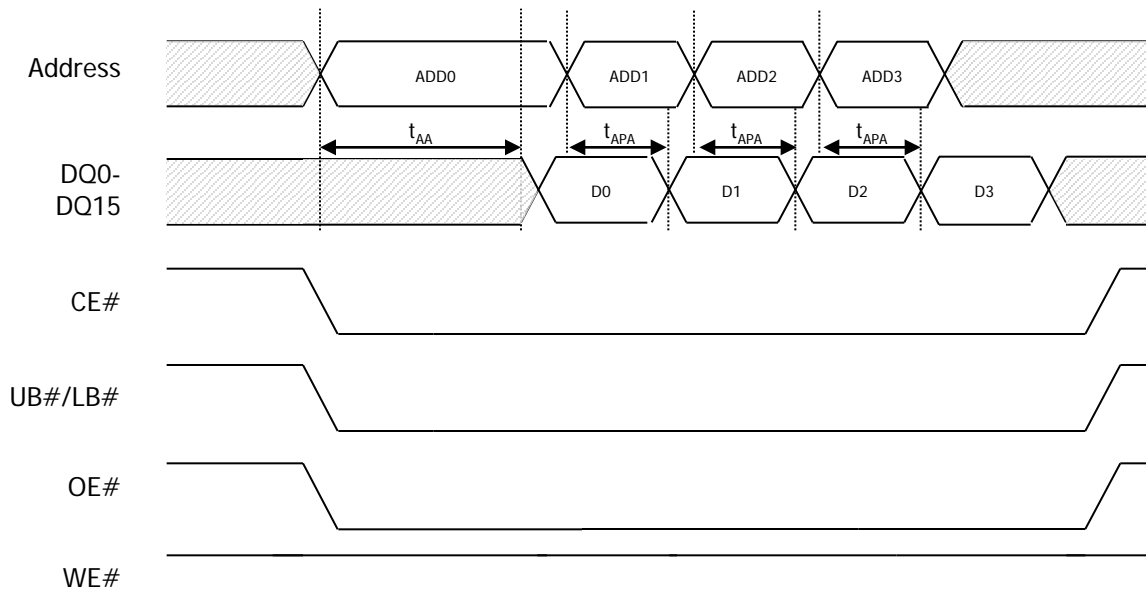 Address
ADD0 ADD1 ADD2 ADD3
tAA tAPA tAPA tAPA
DQ0-
DQ15
D0 D1 D2 D3
CE#
UB#/LB#
OE#
WE#